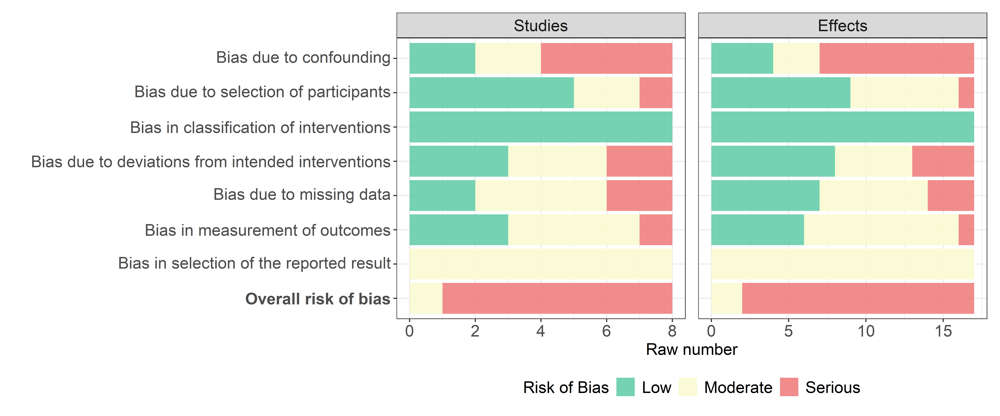 Studies
Effects
Bias due to confounding
Bias due to selection of participants
Bias in classification of interventions
Bias due to deviations from intended interventions
Bias due to missing data
Bias in measurement of outcomes
Bias in selection of the reported result
Overall risk of bias
0 2 4 6 8
0 5 10 15
Raw number
Risk of Bias Low Moderate Serious